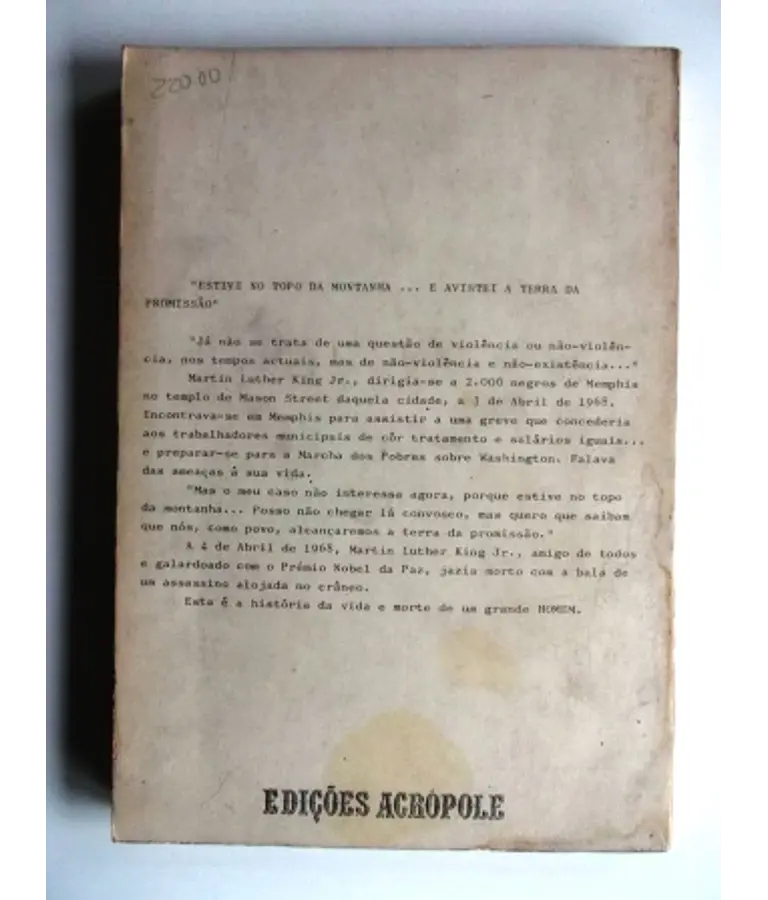 22000
"ESTIVE NO TOPO DA MONTANHA ... E AVISTEI A TERRA DA
PROMISSÃO"
"Já não se trata de uma questão de violência ou não-violên-
cia, nos tempos actuais, mas de não-violência e não-existência..."
Martin Luther King Jr., dirigia-se a 2.000 negros de Memphis
no templo de Mason Street daquela cidade, a 3 de Abril de 1968.
Encontrava-se em Memphis para assistir a uma greve que concederia
aos trabalhadores municipais de côr tratamento e salários iguais...
e preparar-se para a Marcha dos Pobres sobre Washington. Falava
das ameaças à sua vida.
"Mas o meu caso não interessa agora, porque estive no topo
da montanha... Posso não chegar lá convosco, mas quero que saibam
que nós, como povo, alcançaremos a terra da promissão."
A 4 de Abril de 1968, Martin Luther King Jr., amigo de todos
e galardoado com o Prémio Nobel da Paz, jazia morto com a bala de
um assassino alojada no crâneo.
Esta é a história da vida e morte de um grande HOMEM.
EDIÇÕES ACRÓPOLE